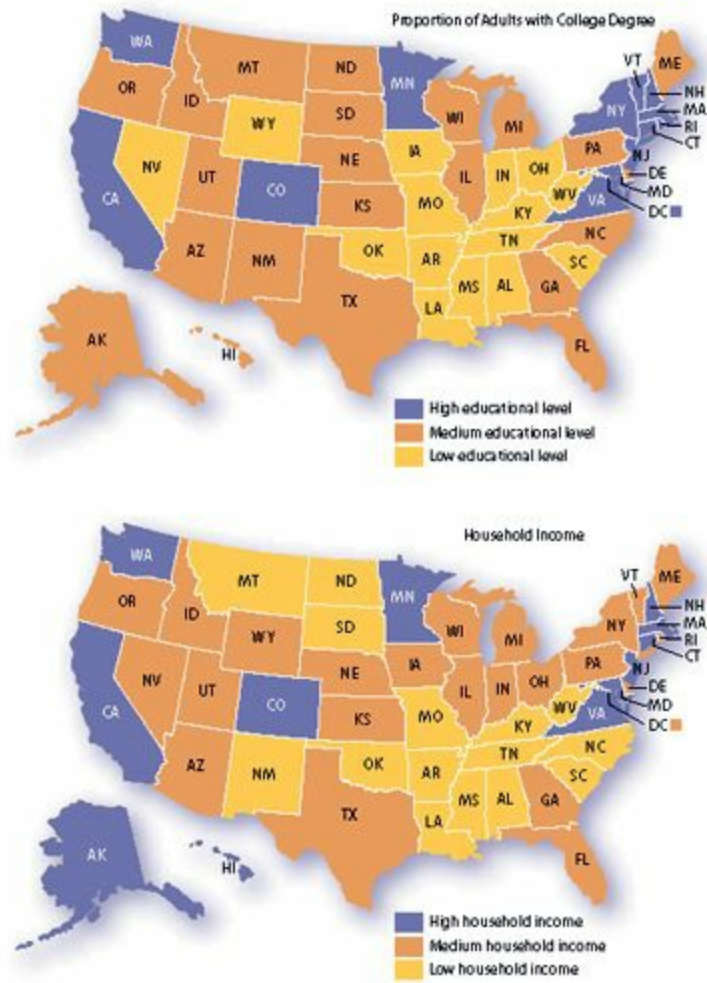 Proportion of Adults with College Degree
WA
MT
ND
MN
VT
ME
OR
ID
SD
WI
MI
NY
NH
MA
RI
CT
WY
IA
NE
PA
NJ
NV
UT
CO
IL
IN
OH
DE
MD
DC
CA
KS
MO
WV
VA
KY
AZ
NM
OK
AR
TN
NC
SC
TX
LA
MS
AL
GA
FL
AK
HI
High educational level
Medium educational level
Low educational level
Household Income
WA
MT
ND
MN
VT
ME
OR
ID
SD
WI
MI
NY
NH
MA
RI
CT
WY
IA
NE
PA
NJ
NV
UT
CO
IL
IN
OH
DE
MD
DC
CA
KS
MO
WV
VA
KY
AZ
NM
OK
AR
TN
NC
SC
TX
LA
MS
AL
GA
FL
AK
HI
High household income
Medium household income
Low household income